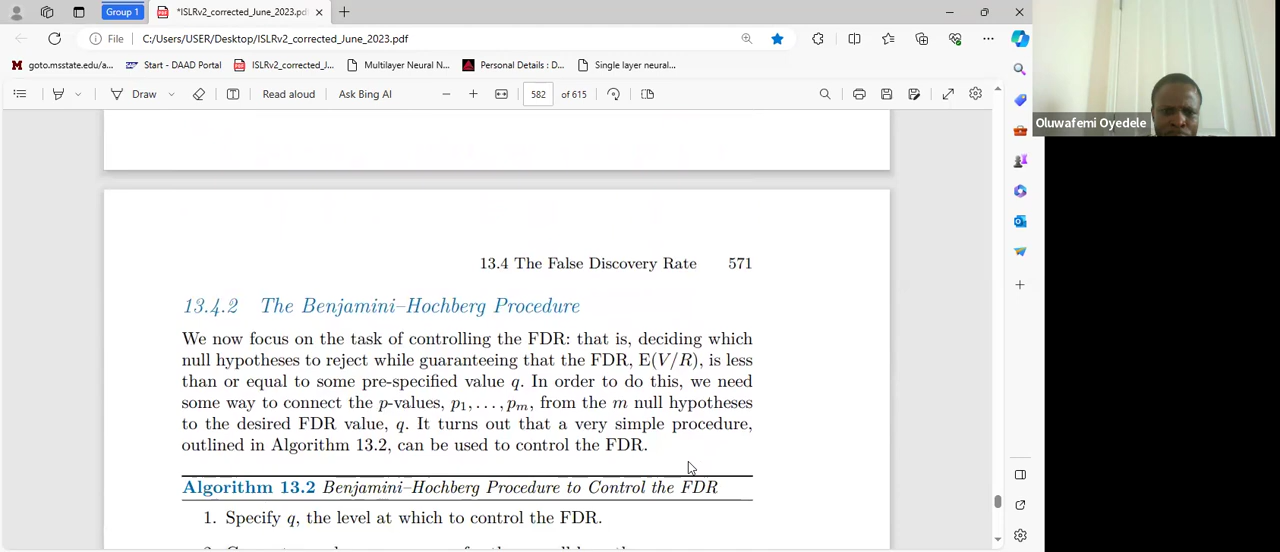 Group 1
*ISLRv2_corrected_June_2023.pdf
File
C:/Users/USER/Desktop/ISLRv2_corrected_June_2023.pdf
goto.msstate.edu/a...
Start - DAAD Portal
ISLRv2_corrected_J...
Multilayer Neural N...
Personal Details : D...
Single layer neural...
Draw
Read aloud
Ask Bing AI
582
of 615
Oluwafemi Oyedele
13.4 The False Discovery Rate 571
13.4.2 The Benjamini–Hochberg Procedure
We now focus on the task of controlling the FDR: that is, deciding which
null hypotheses to reject while guaranteeing that the FDR, E(V/R), is less
than or equal to some pre-specified value q. In order to do this, we need
some way to connect the p-values, p1, . . . , pm, from the m null hypotheses
to the desired FDR value, q. It turns out that a very simple procedure,
outlined in Algorithm 13.2, can be used to control the FDR.
Algorithm 13.2 Benjamini–Hochberg Procedure to Control the FDR
1. Specify q, the level at which to control the FDR.